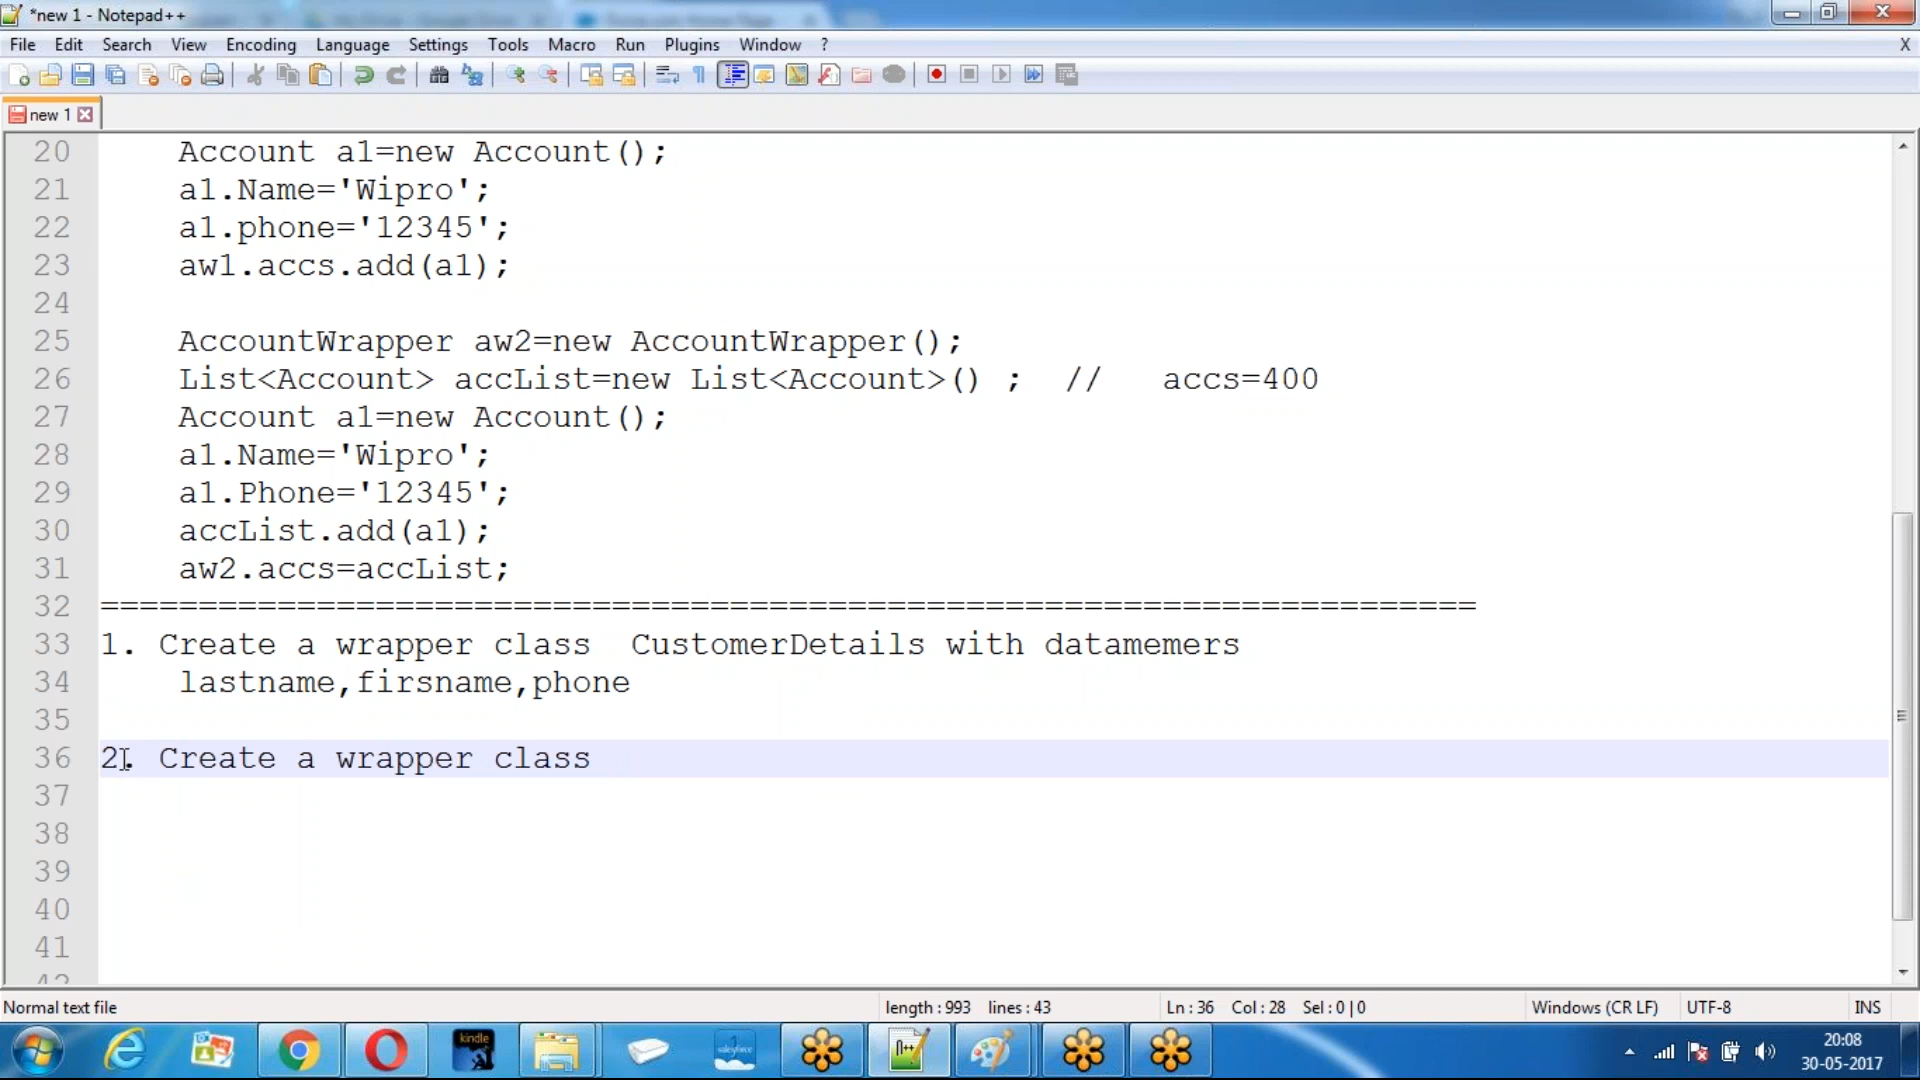 *new 1 - Notepad++
File Edit Search View Encoding Language Settings Tools Macro Run Plugins Window ? X
new 1
20 Account a1=new Account();
21 a1.Name='Wipro';
22 a1.phone='12345';
23 aw1.accs.add(a1);
24
25 AccountWrapper aw2=new AccountWrapper();
26 List<Account> accList=new List<Account>() ; // accs=400
27 Account a1=new Account();
28 a1.Name='Wipro';
29 a1.Phone='12345';
30 accList.add(a1);
31 aw2.accs=accList;
32 ======================================================================
33 1. Create a wrapper class CustomerDetails with datamemers
34 lastname,firsname,phone
35
36 2. Create a wrapper class
37
38
39
40
41
42
Normal text file length : 993 lines : 43 Ln : 36 Col : 28 Sel : 0 | 0 Windows (CR LF) UTF-8 INS
kindle
salesforce
n++
20:08
30-05-2017